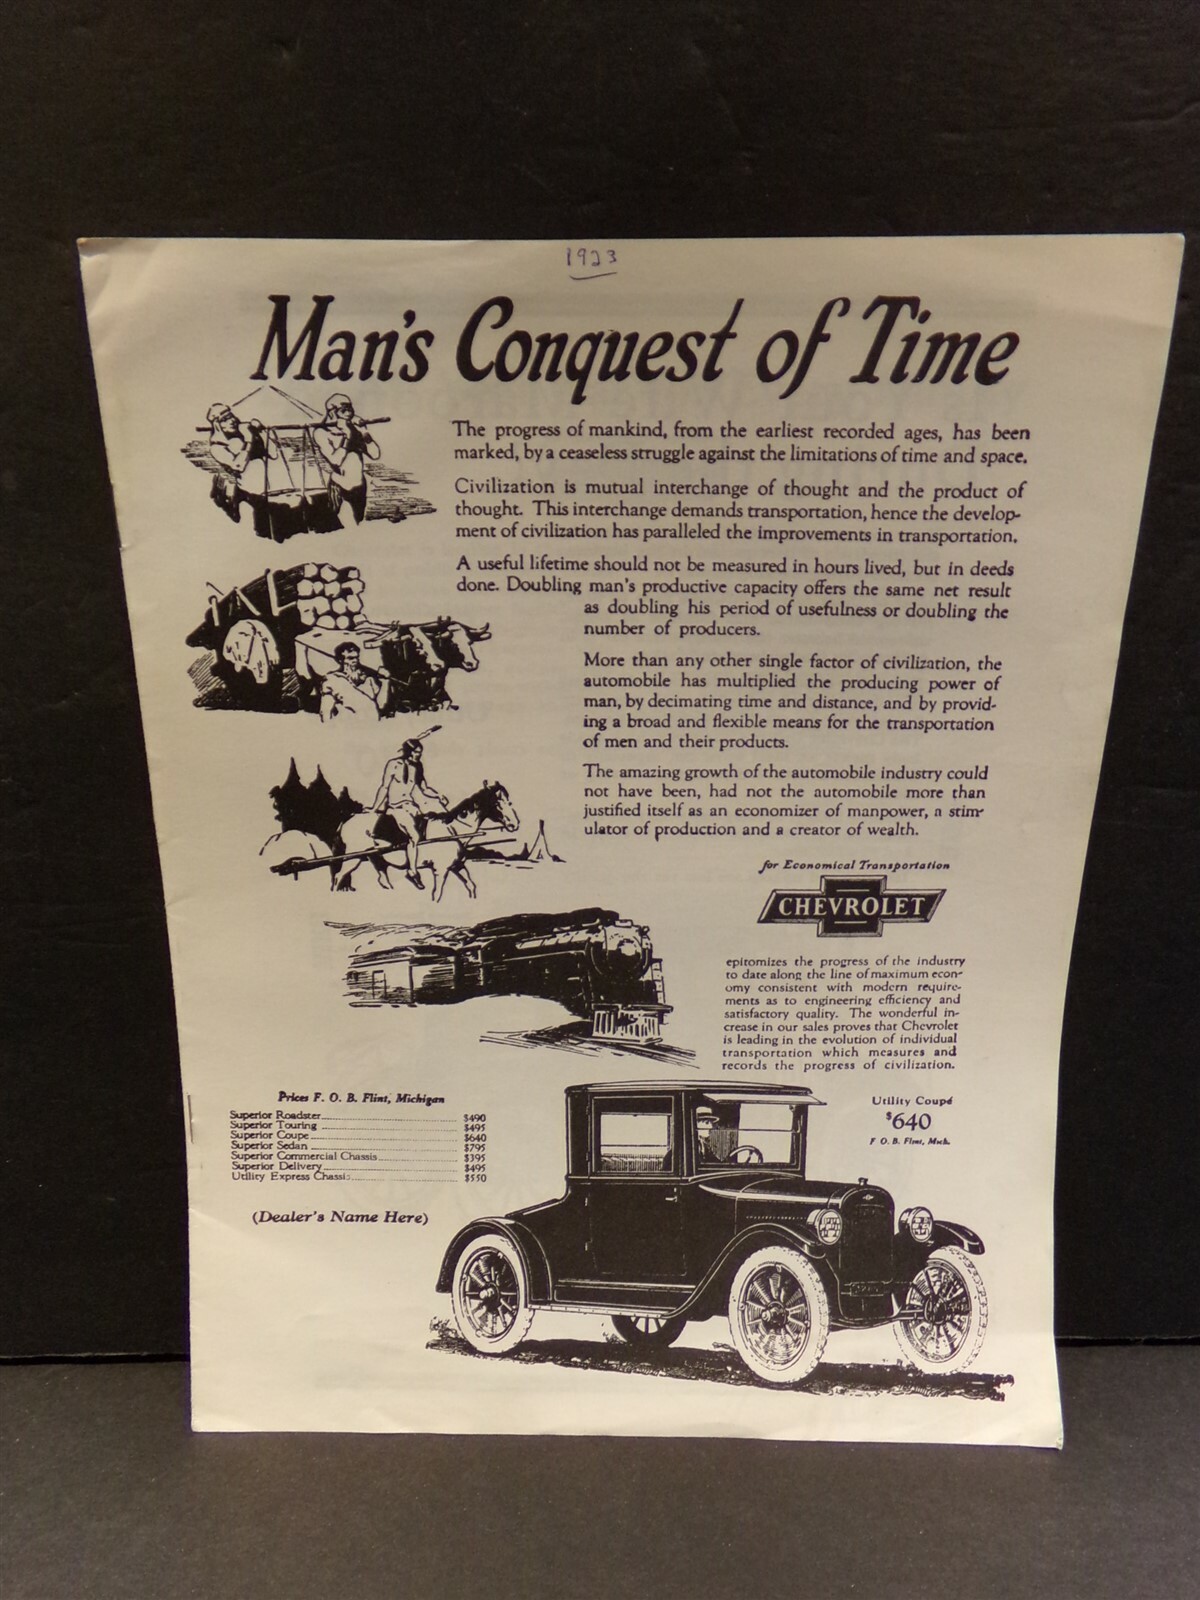 1923
Man's Conquest of Time
The progress of mankind, from the earliest recorded ages, has been
marked, by a ceaseless struggle against the limitations of time and space.
Civilization is mutual interchange of thought and the product of
thought. This interchange demands transportation, hence the develop-
ment of civilization has paralleled the improvements in transportation.
A useful lifetime should not be measured in hours lived, but in deeds
done. Doubling man's productive capacity offers the same net result
as doubling his period of usefulness or doubling the
number of producers.
More than any other single factor of civilization, the
automobile has multiplied the producing power of
man, by decimating time and distance, and by provid-
ing a broad and flexible means for the transportation
of men and their products.
The amazing growth of the automobile industry could
not have been, had not the automobile more than
justified itself as an economizer of manpower, a stim-
ulator of production and a creator of wealth.
for Economical Transportation
CHEVROLET
epitomizes the progress of the industry
to date along the line of maximum econ-
omy consistent with modern require-
ments as to engineering efficiency and
satisfactory quality. The wonderful in-
crease in our sales proves that Chevrolet
is leading in the evolution of individual
transportation which measures and
records the progress of civilization.
Prices F. O. B. Flint, Michigan
Superior Roadster $490
Superior Touring $495
Superior Coupe $640
Superior Sedan $795
Superior Commercial Chassis $395
Superior Delivery $495
Utility Express Chassis $550
(Dealer's Name Here)
Utility Coupé
$640
F. O. B. Flint, Mich.